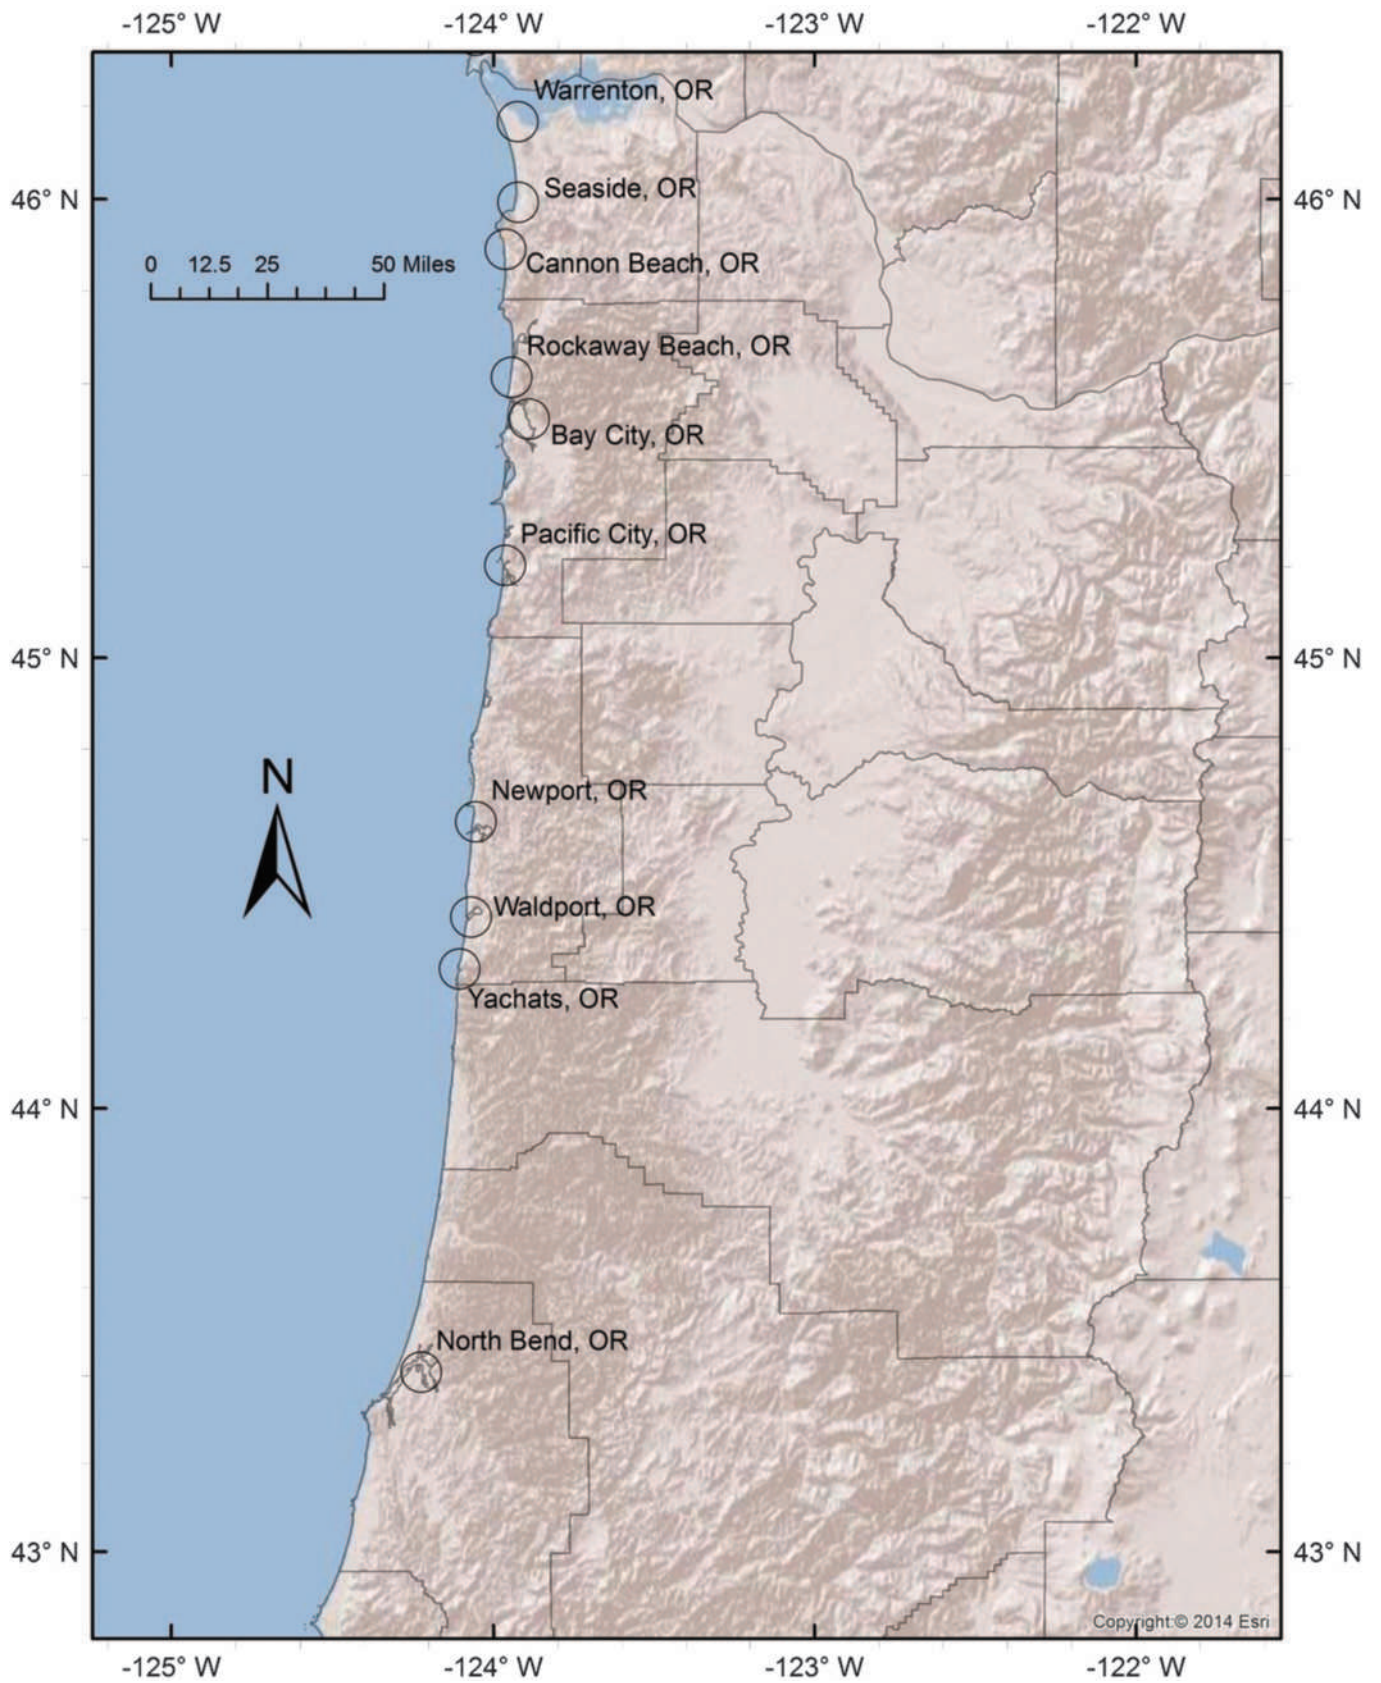 -125° W
-124° W
-123° W
-122° W
Warrenton, OR
Seaside, OR
46° N
46° N
Cannon Beach, OR
0 12.5 25 50 Miles
Rockaway Beach, OR
Bay City, OR
Pacific City, OR
45° N
45° N
N
Newport, OR
Waldport, OR
Yachats, OR
44° N
44° N
North Bend, OR
43° N
43° N
Copyright:© 2014 Esri
-125° W
-124° W
-123° W
-122° W